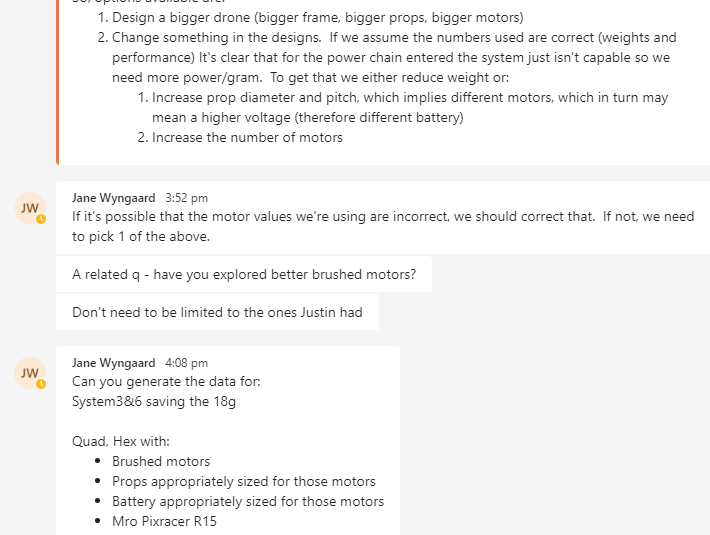 1. Design a bigger drone (bigger frame, bigger props, bigger motors)
2. Change something in the designs.  If we assume the numbers used are correct (weights and
performance) It's clear that for the power chain entered the system just isn't capable so we
need more power/gram.  To get that we either reduce weight or:
1. Increase prop diameter and pitch, which implies different motors, which in turn may
mean a higher voltage (therefore different battery)
2. Increase the number of motors
JW
Jane Wyngaard 3:52 pm
If it's possible that the motor values we're using are incorrect, we should correct that.  If not, we need
to pick 1 of the above.
A related q - have you explored better brushed motors?
Don't need to be limited to the ones Justin had
JW
Jane Wyngaard 4:08 pm
Can you generate the data for:
System3&6 saving the 18g
Quad, Hex with:
• Brushed motors
• Props appropriately sized for those motors
• Battery appropriately sized for those motors
• Mro Pixracer R15